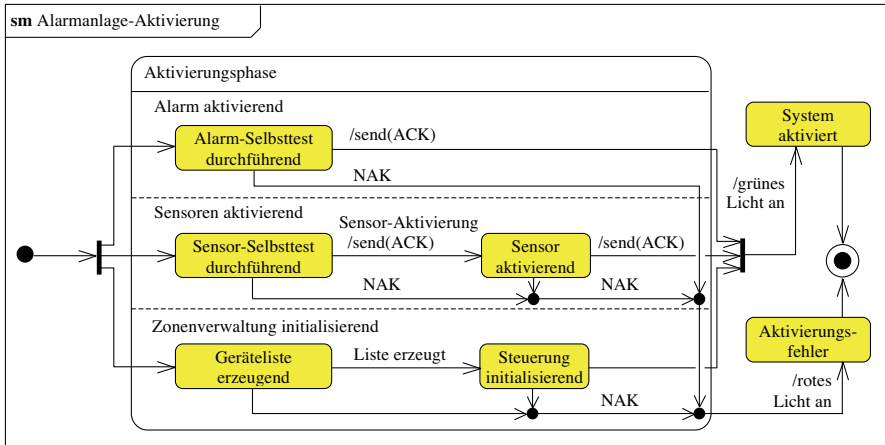 sm Alarmanlage-Aktivierung
Aktivierungsphase
Alarm aktivierend
Alarm-Selbsttest
durchführend
/send(ACK)
NAK
Sensoren aktivierend
Sensor-Selbsttest
durchführend
Sensor-Aktivierung
/send(ACK)
NAK
Sensor
aktivierend
/send(ACK)
NAK
Zonenverwaltung initialisierend
Geräteliste
erzeugend
Liste erzeugt
Steuerung
initialisierend
NAK
System
aktiviert
/grünes
Licht an
Aktivierungs-
fehler
/rotes
Licht an